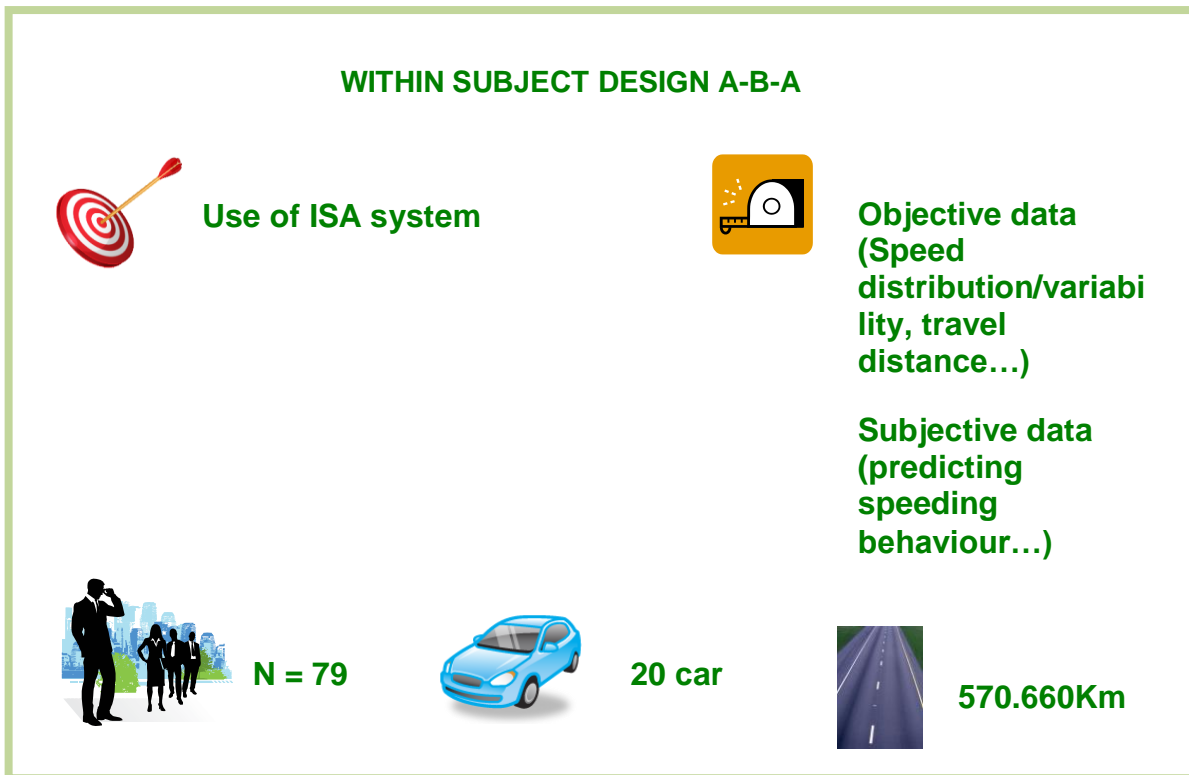 WITHIN SUBJECT DESIGN A-B-A
Use of ISA system
Objective data
(Speed
distribution/variabi
lity, travel
distance…)
Subjective data
(predicting
speeding
behaviour…)
N = 79
20 car
570.660Km